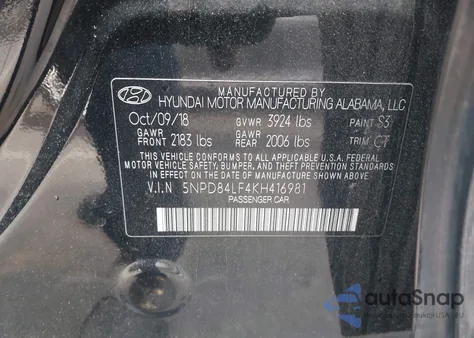 MANUFACTURED BY
HYUNDAI MOTOR MANUFACTURING ALABAMA, LLC
Oct/09/18 GVWR 3924 lbs PAINT S3
GAWR FRONT 2183 lbs GAWR REAR 2006 lbs TRIM CT
THIS VEHICLE CONFORMS TO ALL APPLICABLE U.S. FEDERAL
MOTOR VEHICLE SAFETY, BUMPER, AND THEFT PREVENTION STANDARDS
IN EFFECT ON THE DATE OF MANUFACTURE SHOWN ABOVE.
V.I.N 5NPD84LF4KH416981
PASSENGER CAR
autoSnap